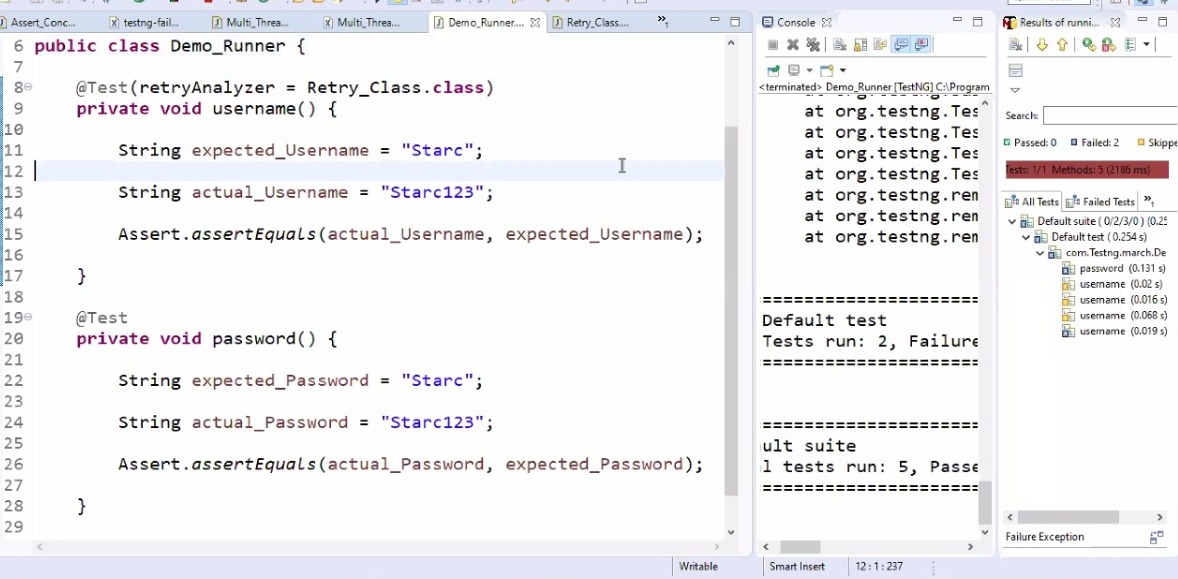 Assert_Conc...
testng-fail...
Multi_Threa...
Multi_Threa...
Demo_Runner....
Retry_Class....
»1
6 public class Demo_Runner {
7
8 @Test(retryAnalyzer = Retry_Class.class)
9 private void username() {
10
11 String expected_Username = "Starc";
12
13 String actual_Username = "Starc123";
14
15 Assert.assertEquals(actual_Username, expected_Username);
16
17 }
18
19 @Test
20 private void password() {
21
22 String expected_Password = "Starc";
23
24 String actual_Password = "Starc123";
25
26 Assert.assertEquals(actual_Password, expected_Password);
27
28 }
29
Console
<terminated> Demo_Runner [TestNG] C:\Program
at org.testng.Tes
at org.testng.Tes
at org.testng.Tes
at org.testng.Tes
at org.testng.rem
at org.testng.rem
at org.testng.rem
===============================================
Default test
Tests run: 2, Failure
===============================================
===============================================
ult suite
l tests run: 5, Passe
===============================================
Results of runni...
Search:
Passed: 0 Failed: 2 Skippe
Tests: 1/1 Methods: 5 (2186 ms)
All Tests Failed Tests »1
Default suite ( 0/2/3/0 ) (0.25
Default test ( 0.254 s)
com.Testng.march.De
password (0.131 s)
username (0.02 s)
username (0.016 s)
username (0.068 s)
username (0.019 s)
Failure Exception
Writable
Smart Insert
12 : 1 : 237